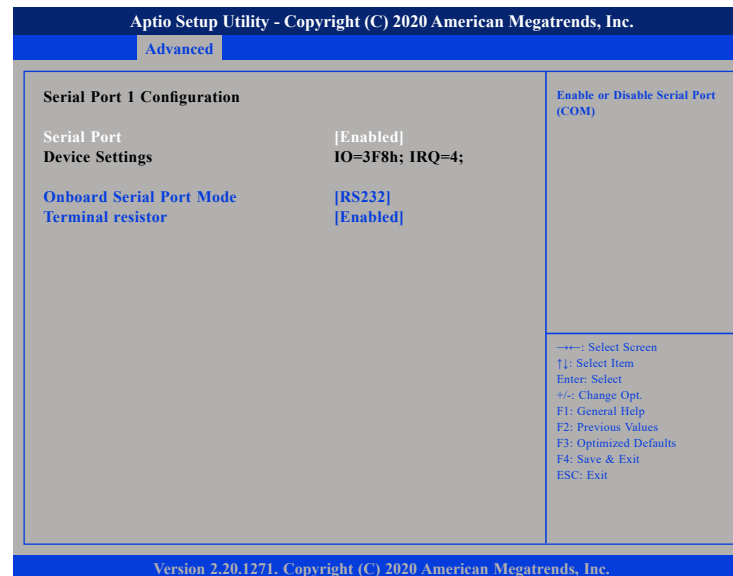 Aptio Setup Utility - Copyright (C) 2020 American Megatrends, Inc.
Advanced
Serial Port 1 Configuration
Serial Port [Enabled]
Device Settings IO=3F8h; IRQ=4;
Onboard Serial Port Mode [RS232]
Terminal resistor [Enabled]
Enable or Disable Serial Port
(COM)
→←: Select Screen
↑↓: Select Item
Enter: Select
+/-: Change Opt.
F1: General Help
F2: Previous Values
F3: Optimized Defaults
F4: Save & Exit
ESC: Exit
Version 2.20.1271. Copyright (C) 2020 American Megatrends, Inc.